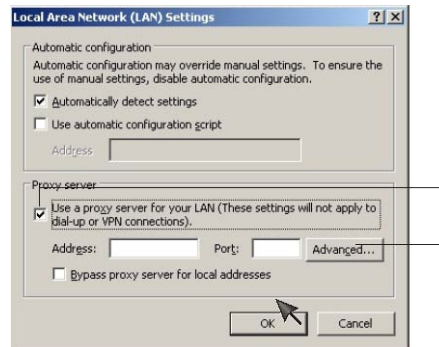 Local Area Network (LAN) Settings
Automatic configuration
Automatic configuration may override manual settings. To ensure the
use of manual settings, disable automatic configuration.
Automatically detect settings
Use automatic configuration script
Address
Proxy server
Use a proxy server for your LAN (These settings will not apply to
dial-up or VPN connections).
Address: Port: Advanced...
Bypass proxy server for local addresses
OK Cancel